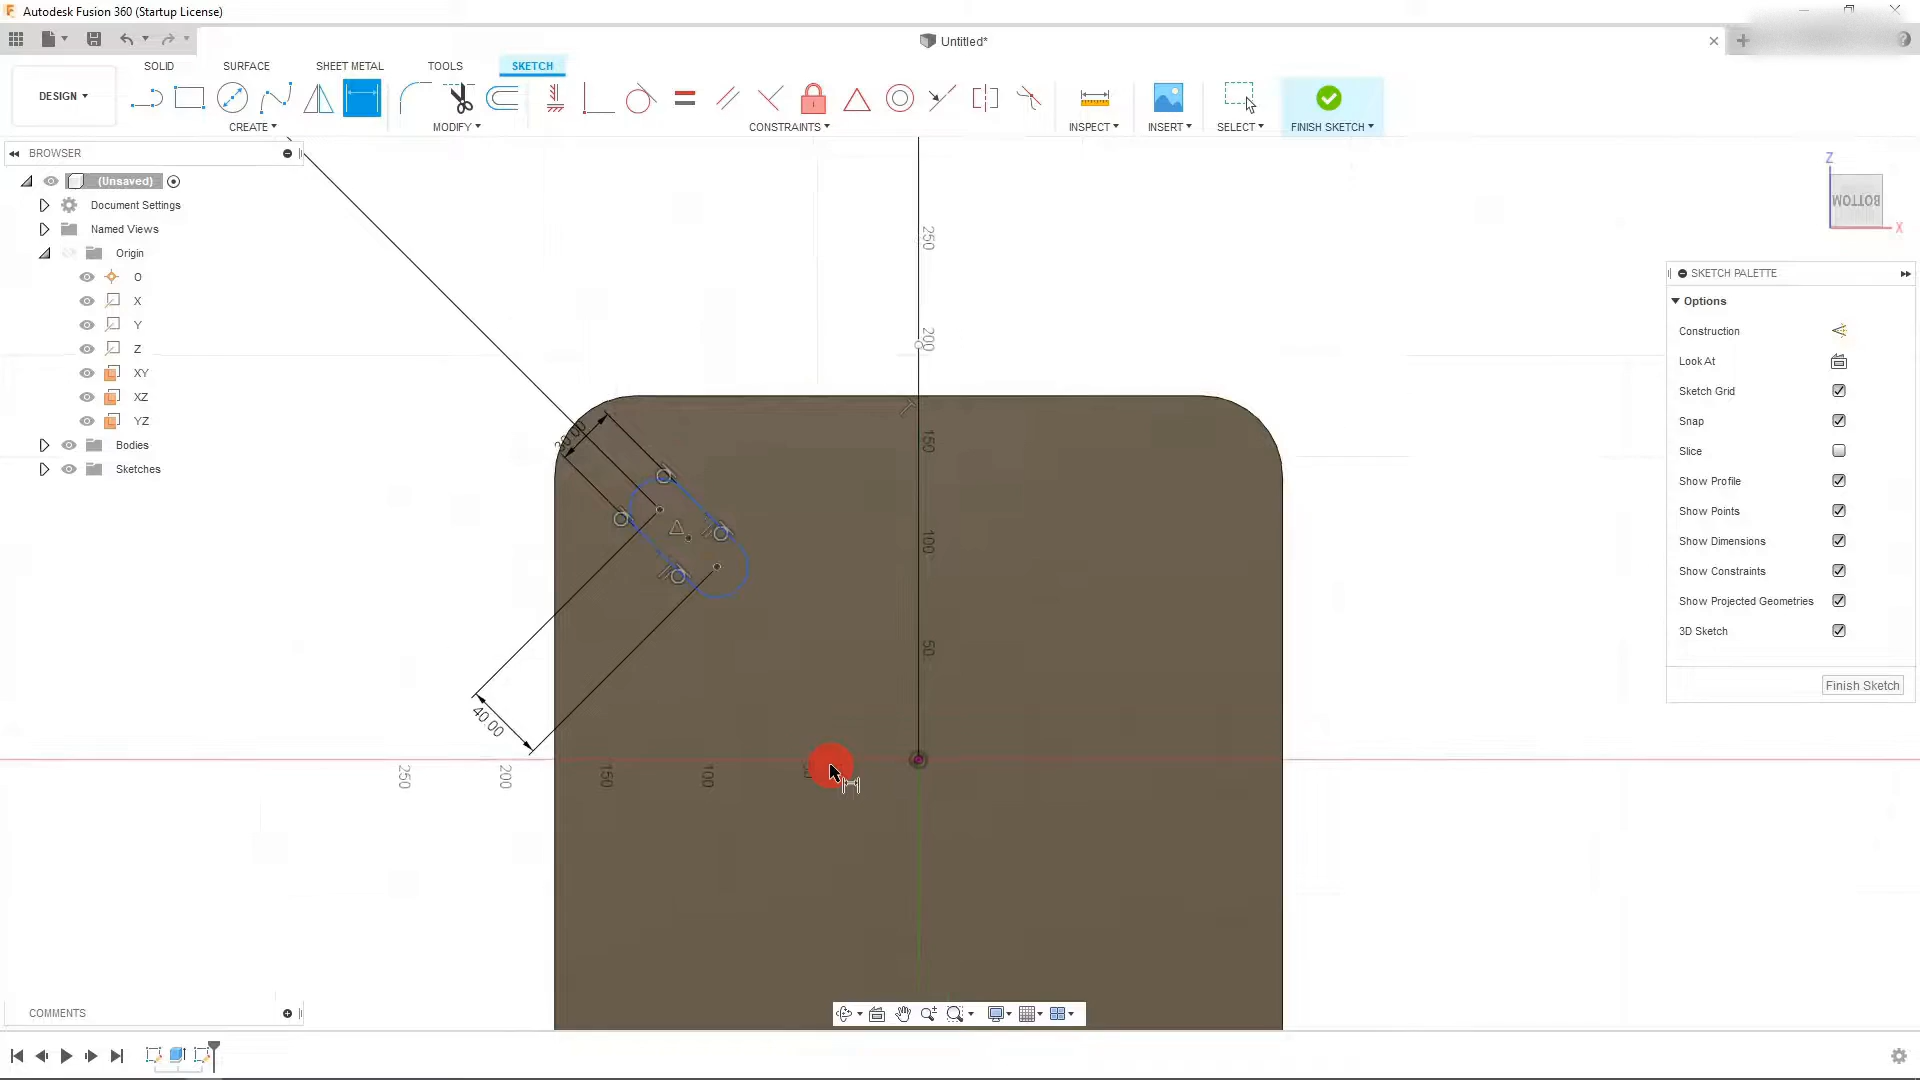 Autodesk Fusion 360 (Startup License)
Untitled*
SOLID SURFACE SHEET METAL TOOLS SKETCH
DESIGN
CREATE MODIFY CONSTRAINTS INSPECT INSERT SELECT FINISH SKETCH
BROWSER
(Unsaved)
Document Settings
Named Views
Origin
O
X
Y
Z
XY
XZ
YZ
Bodies
Sketches
Z
BOTTOM
X
SKETCH PALETTE
Options
Construction
Look At
Sketch Grid
Snap
Slice
Show Profile
Show Points
Show Dimensions
Show Constraints
Show Projected Geometries
3D Sketch
Finish Sketch
250
200
150
100
50
30.00
40.00
250 200 150 100
COMMENTS